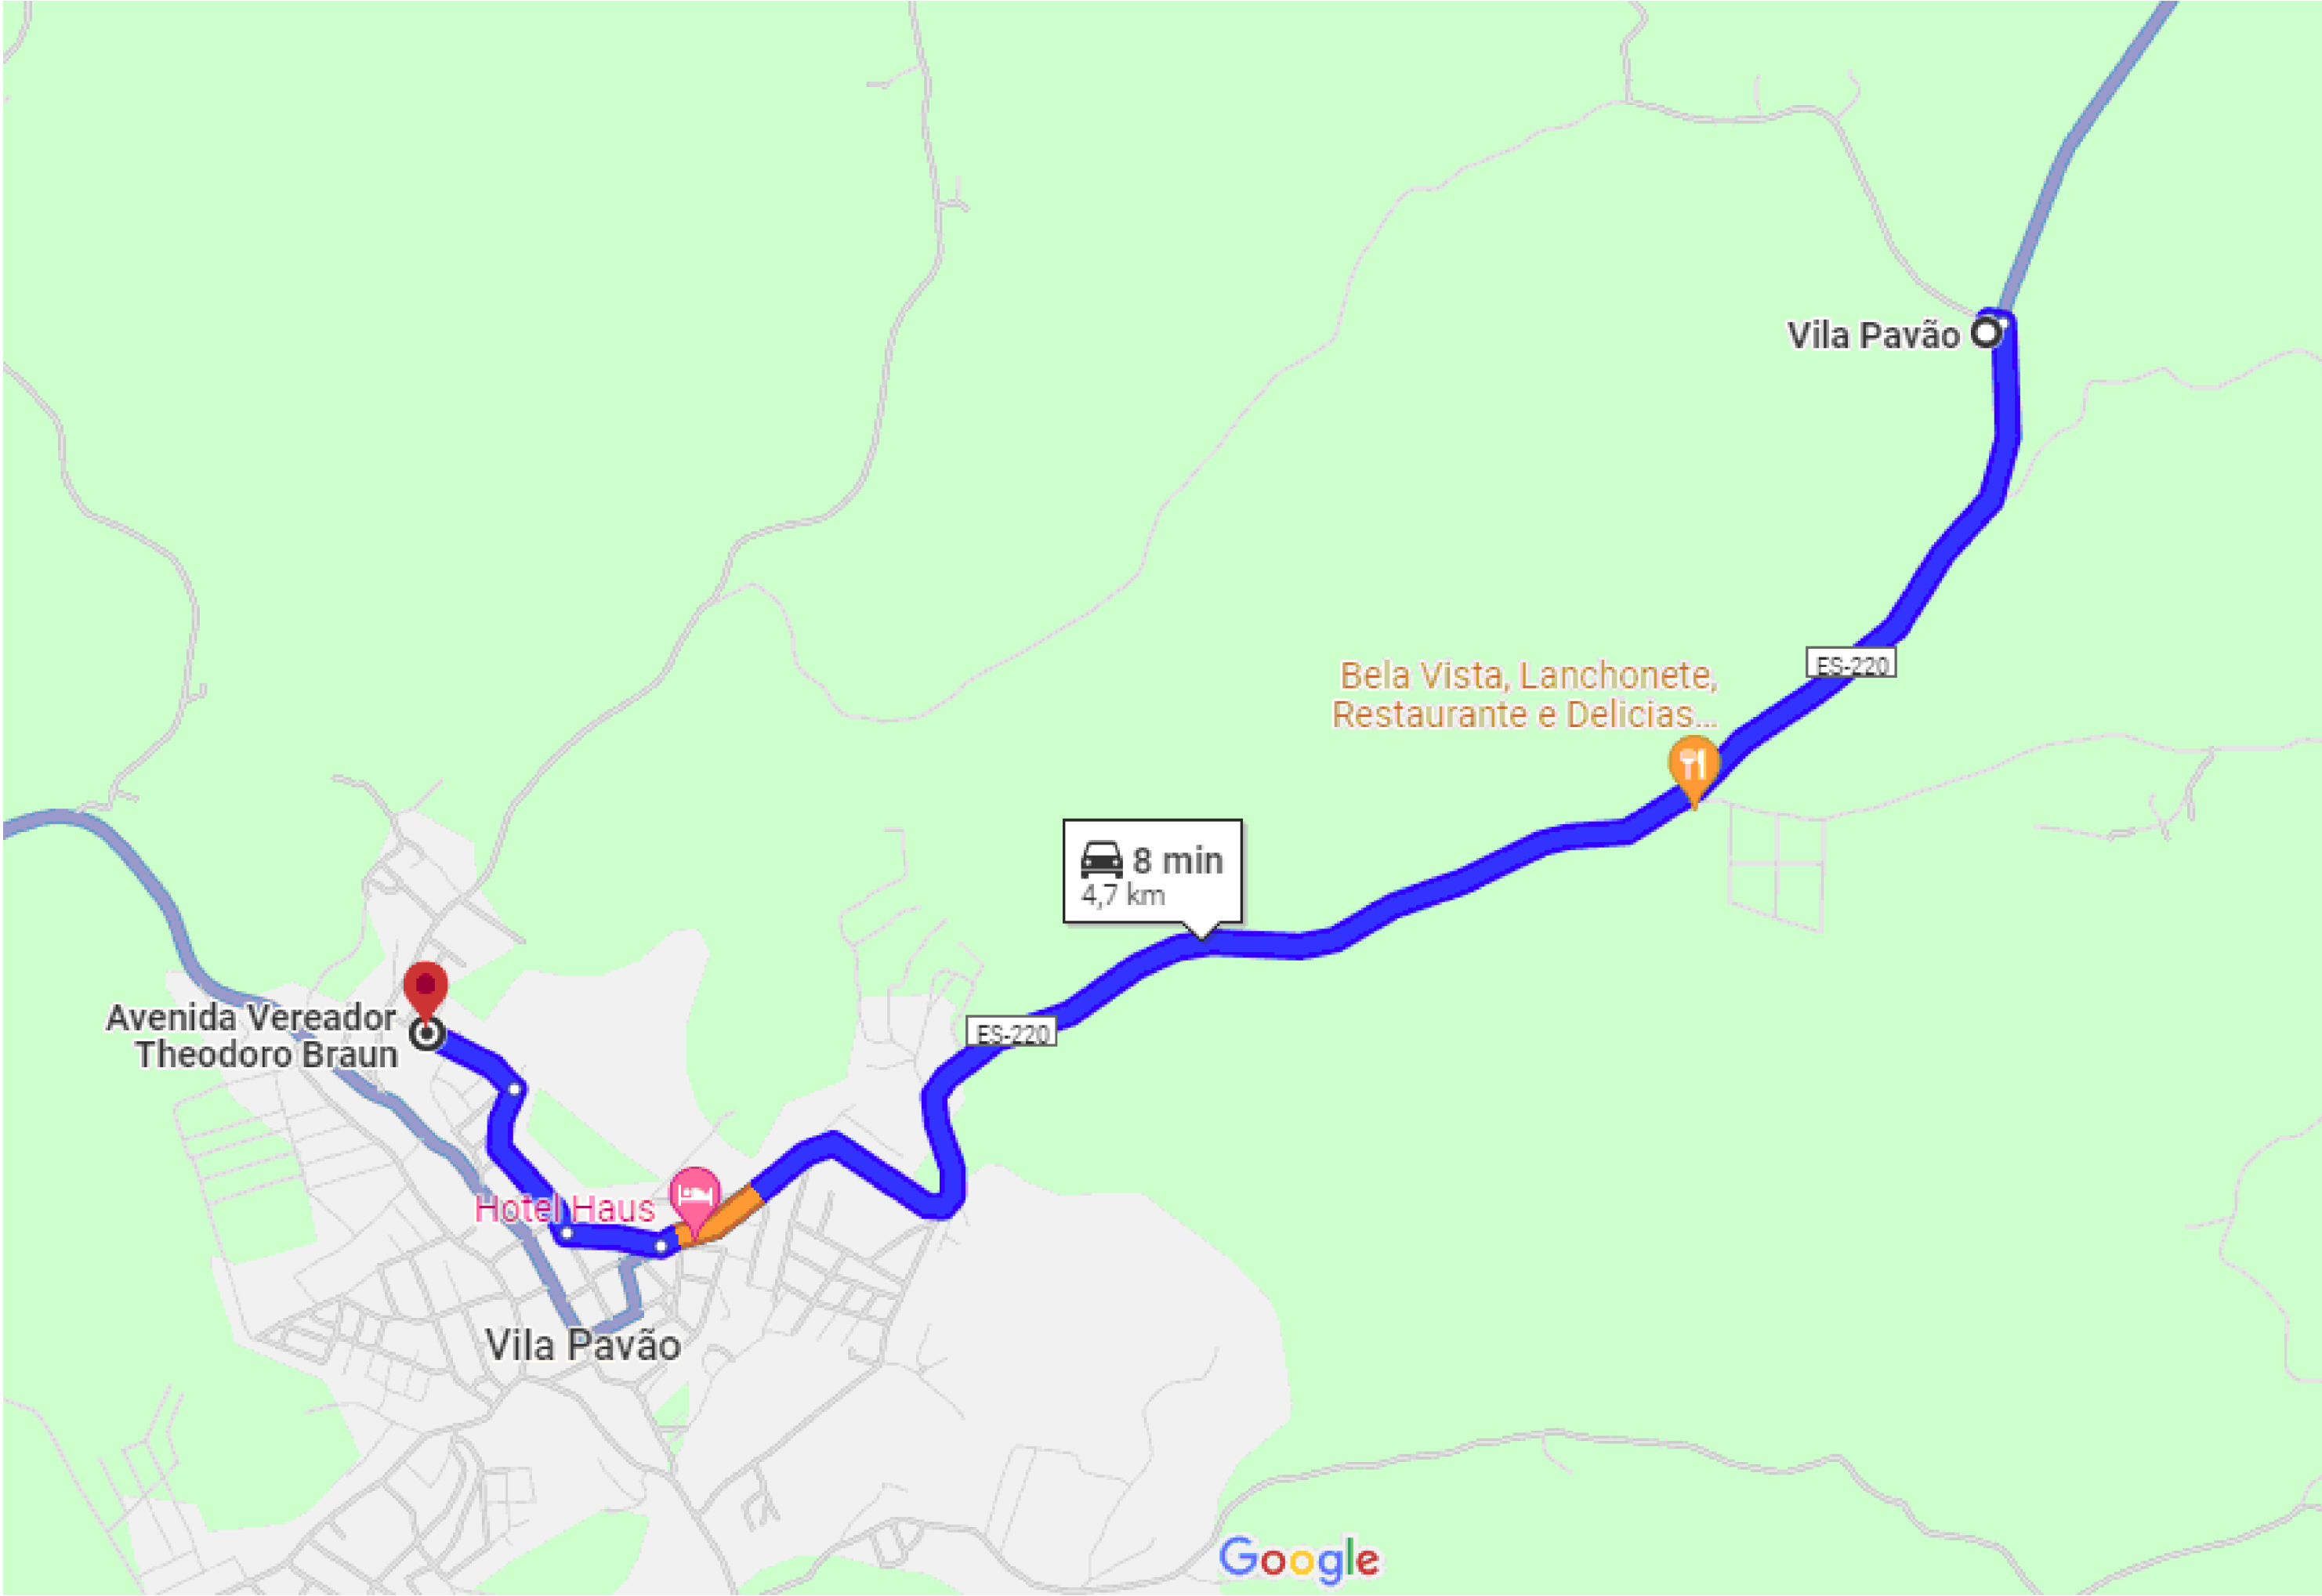 Vila Pavão
ES-220
Bela Vista, Lanchonete,
Restaurante e Delicias...
8 min
4,7 km
Avenida Vereador
Theodoro Braun
ES-220
Hotel Haus
Vila Pavão
Google